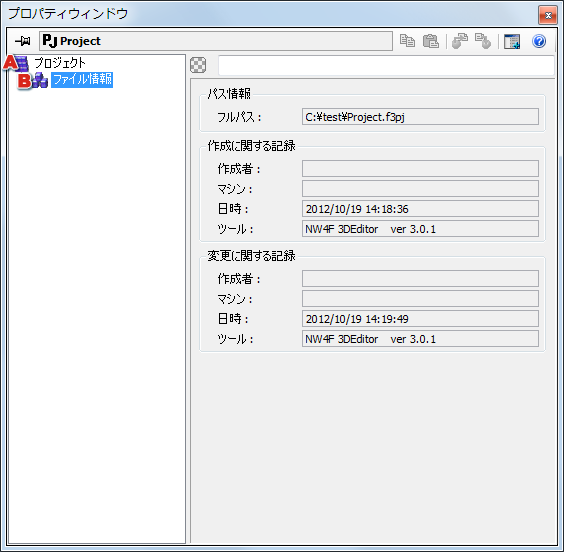 プロパティウィンドウ
PJ Project
A プロジェクト
B ファイル情報
パス情報
フルパス： C:¥test¥Project.f3pj
作成に関する記録
作成者：
マシン：
日時： 2012/10/19 14:18:36
ツール： NW4F 3DEditor ver 3.0.1
変更に関する記録
作成者：
マシン：
日時： 2012/10/19 14:19:49
ツール： NW4F 3DEditor ver 3.0.1